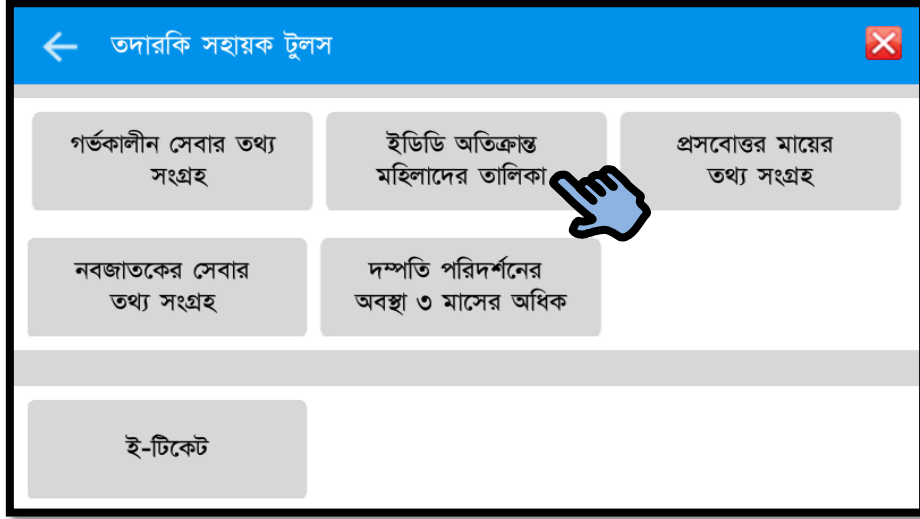 তদারকি সহায়ক টুলস
গর্ভকালীন সেবার তথ্য
সংগ্রহ
ইডিডি অতিক্রান্ত
মহিলাদের তালিকা
প্রসবোত্তর মায়ের
তথ্য সংগ্রহ
নবজাতকের সেবার
তথ্য সংগ্রহ
দম্পতি পরিদর্শনের
অবস্থা ৩ মাসের অধিক
ই-টিকেট